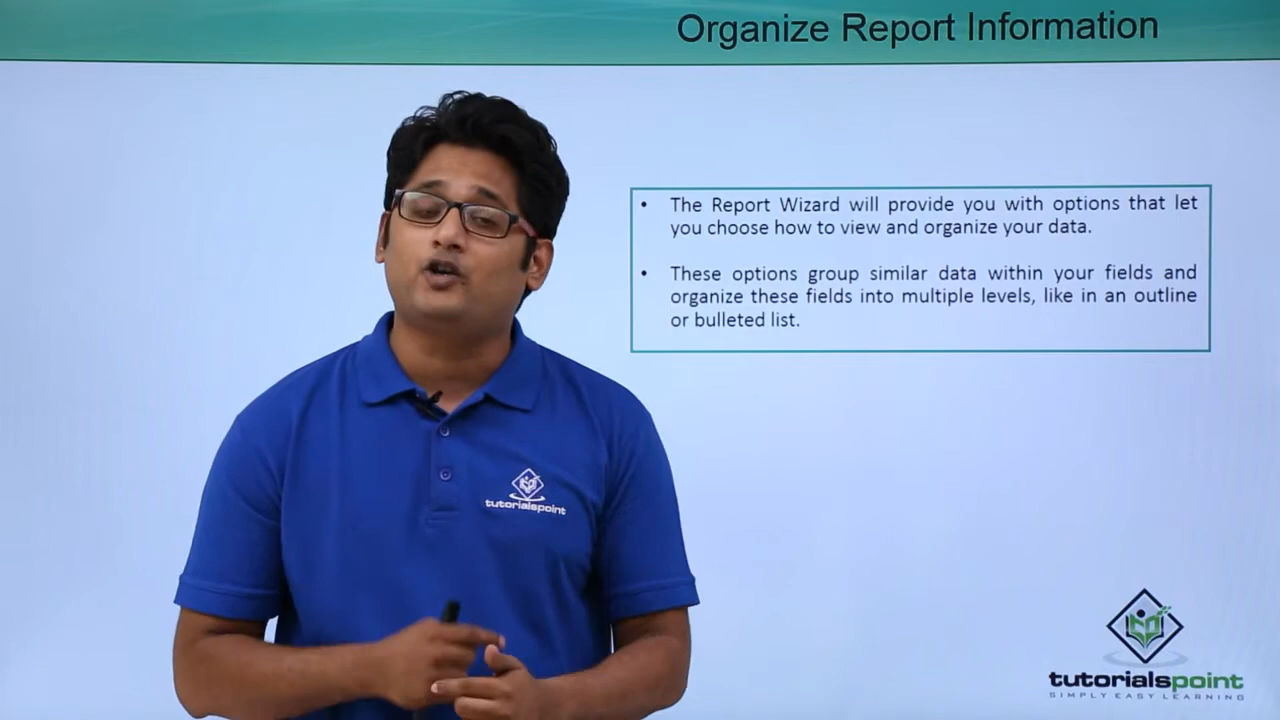 Organize Report Information
• The Report Wizard will provide you with options that let
you choose how to view and organize your data.
• These options group similar data within your fields and
organize these fields into multiple levels, like in an outline
or bulleted list.
tutorialspoint
tutorialspoint
SIMPLY EASY LEARNING